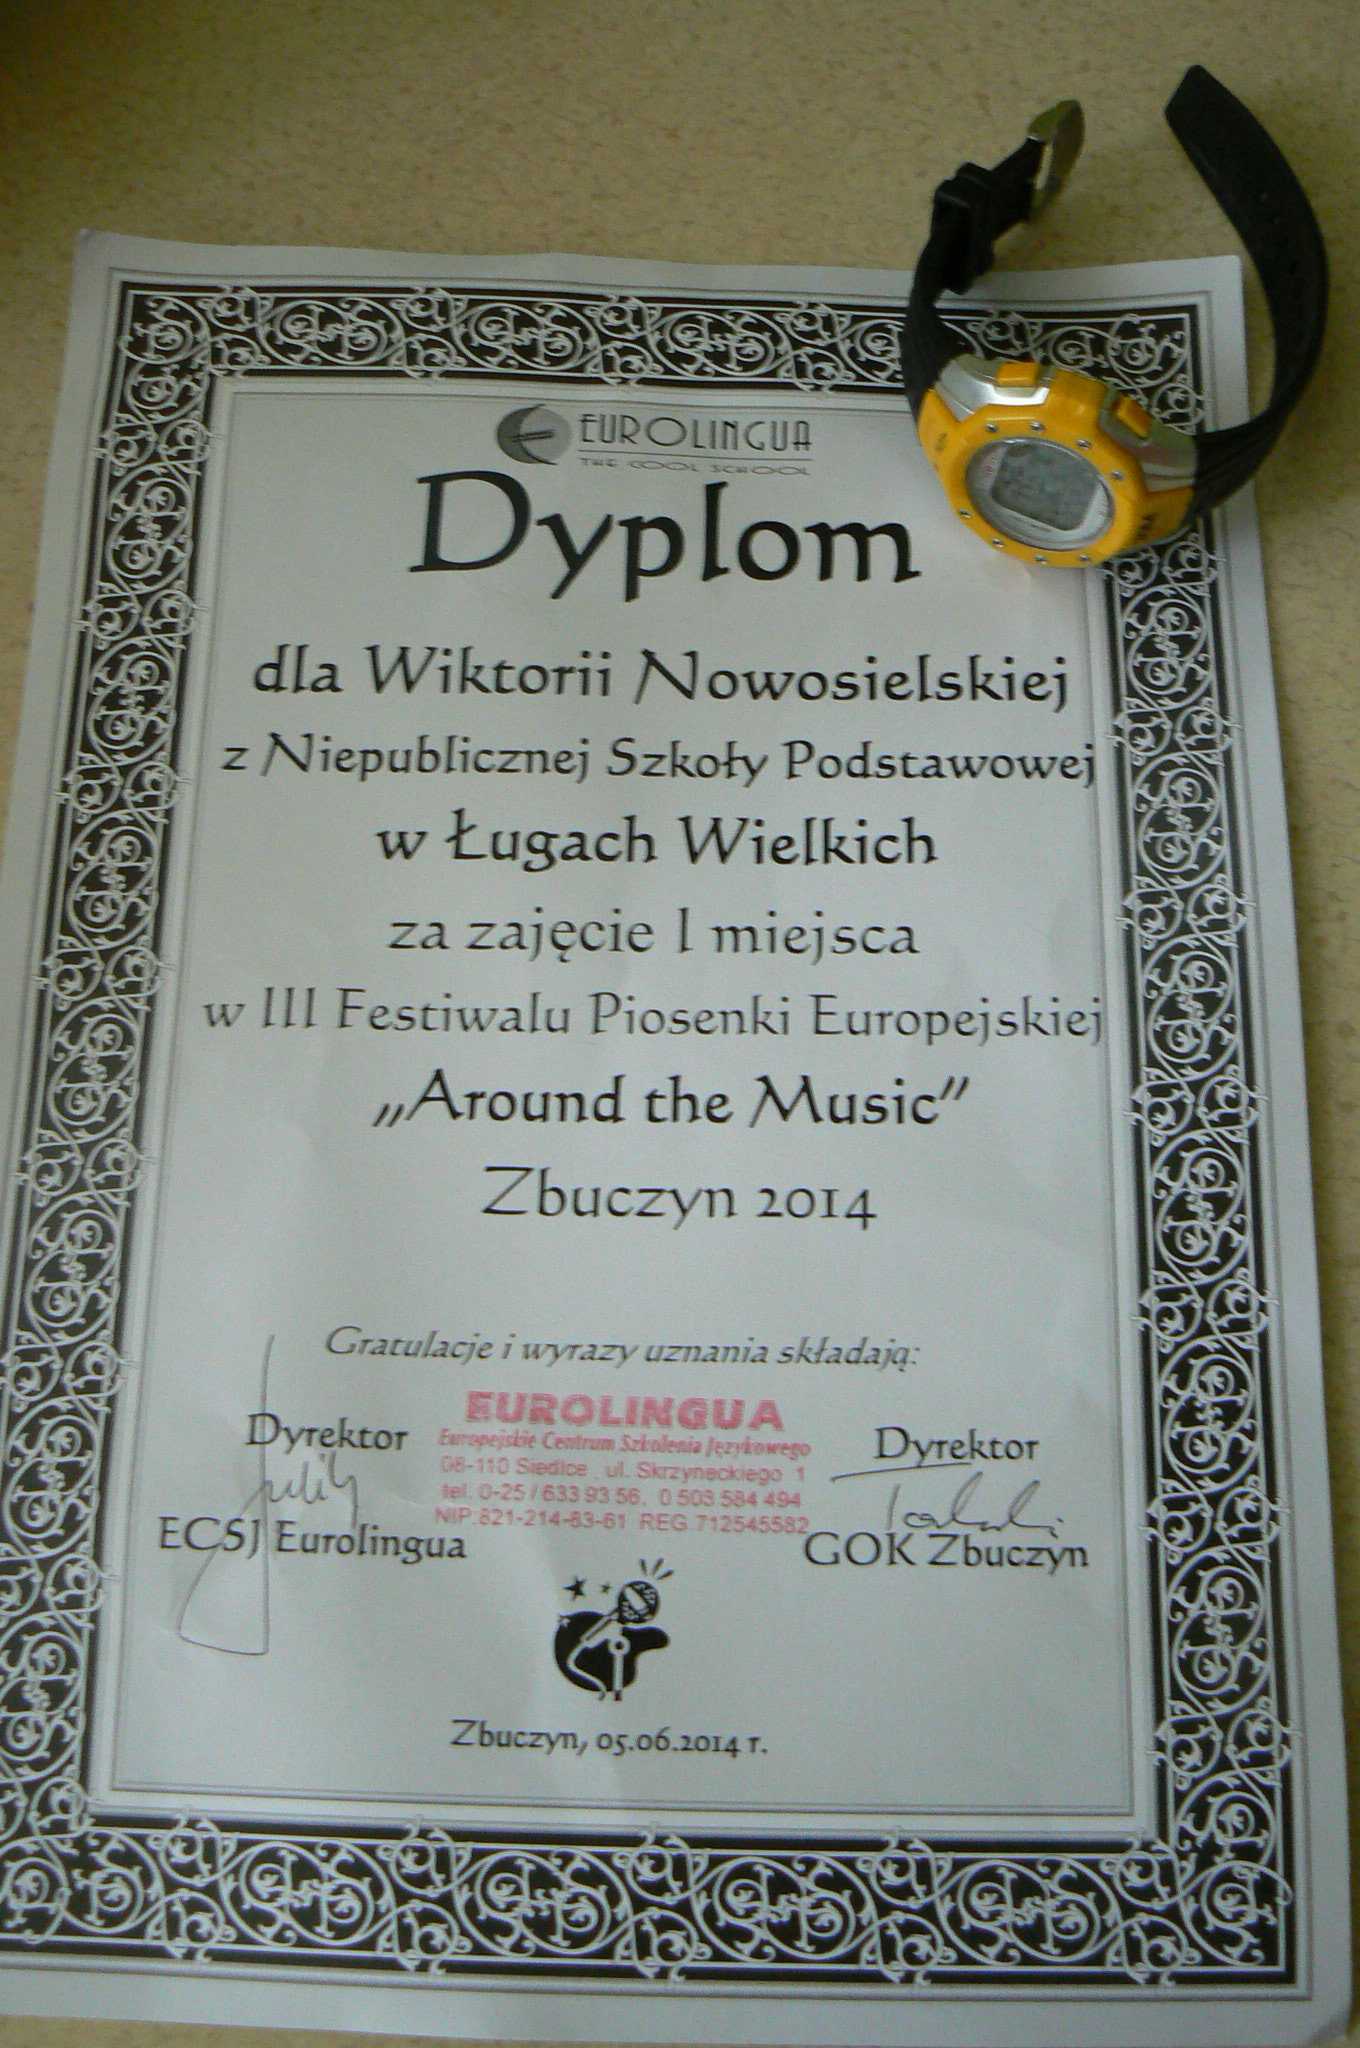 EUROLINGUA
THE COOL SCHOOL
Dyplom
dla Wiktorii Nowosielskiej
z Niepublicznej Szkoły Podstawowej
w Ługach Wielkich
za zajęcie I miejsca
w III Festiwalu Piosenki Europejskiej
„Around the Music”
Zbuczyn 2014
Gratulacje i wyrazy uznania składają:
EUROLINGUA
Europejskie Centrum Szkolenia Językowego
08-110 Siedlce, ul. Skrzyneckiego 1
tel. 0-25 / 633 93 56, 0 503 584 494
NIP:821-214-63-61 REG.712545582
Dyrektor
ECSJ Eurolingua
Dyrektor
GOK Zbuczyn
Zbuczyn, 05.06.2014 r.